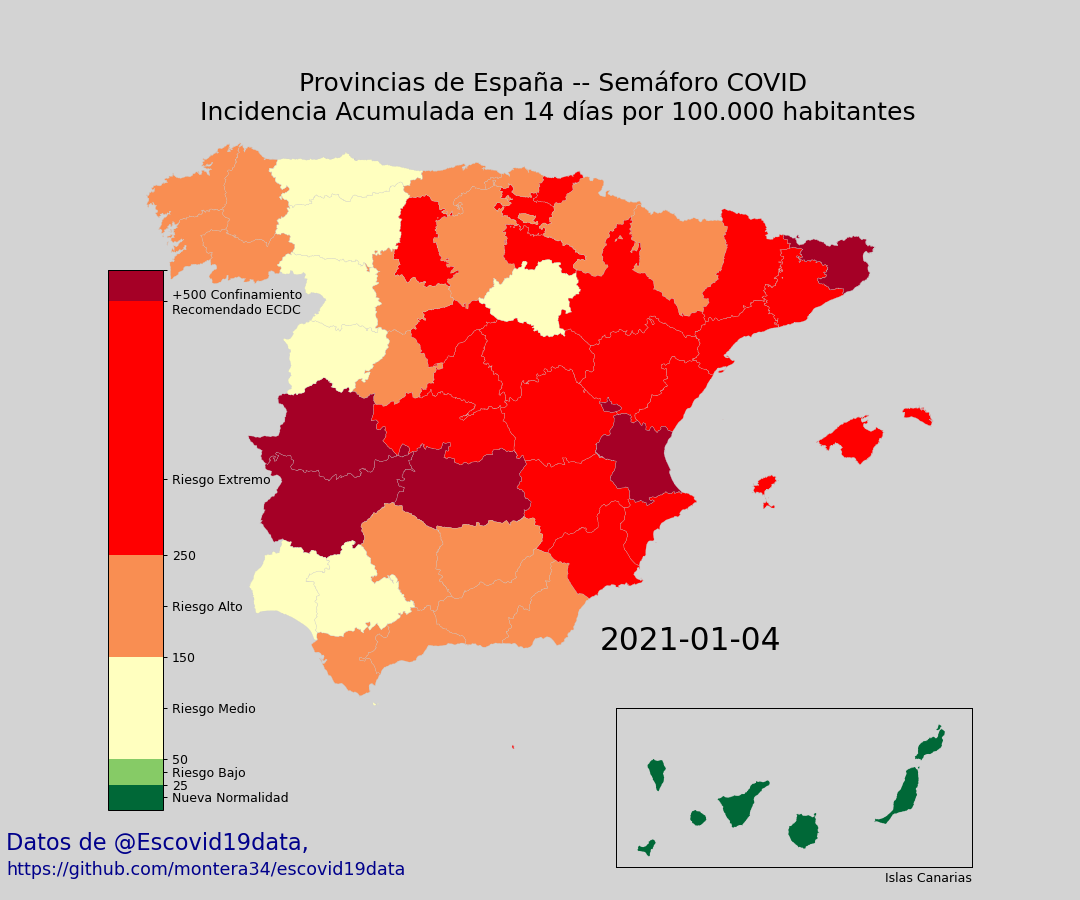 Provincias de España -- Semáforo COVID
Incidencia Acumulada en 14 días por 100.000 habitantes
+500 Confinamiento
Recomendado ECDC
Riesgo Extremo
250
Riesgo Alto
150
Riesgo Medio
50
Riesgo Bajo
25
Nueva Normalidad
2021-01-04
Islas Canarias
Datos de @Escovid19data,
https://github.com/montera34/escovid19data